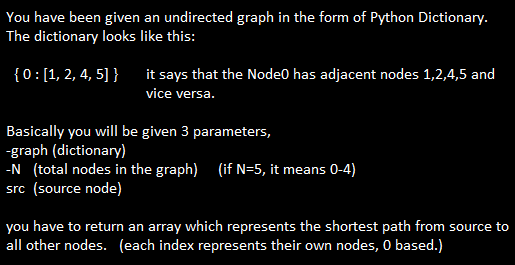 You have been given an undirected graph in the form of Python Dictionary.
The dictionary looks like this:
{ 0 : [1, 2, 4, 5] } it says that the Node0 has adjacent nodes 1,2,4,5 and
vice versa.
Basically you will be given 3 parameters,
-graph (dictionary)
-N (total nodes in the graph) (if N=5, it means 0-4)
src (source node)
you have to return an array which represents the shortest path from source to
all other nodes. (each index represents their own nodes, 0 based.)